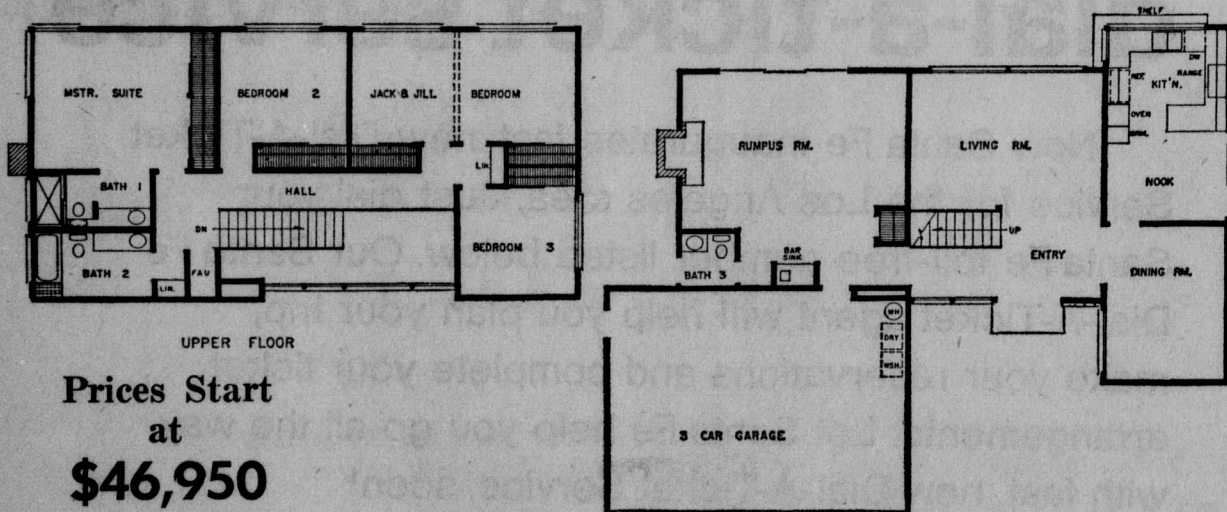 MSTR. SUITE
BEDROOM 2
JACK & JILL
BEDROOM
LIN.
BATH 1
HALL
DN
BEDROOM 3
BATH 2
LIN.
FAU
UPPER FLOOR
Prices Start
at
$46,950
SHELF
DW
REF
RANGE
KIT'N.
OVEN
RUMPUS RM.
LIVING RM.
NOOK
UP
ENTRY
BATH 3
BAR
SINK
DINING RM.
WH
DRY
WSH.
3 CAR GARAGE